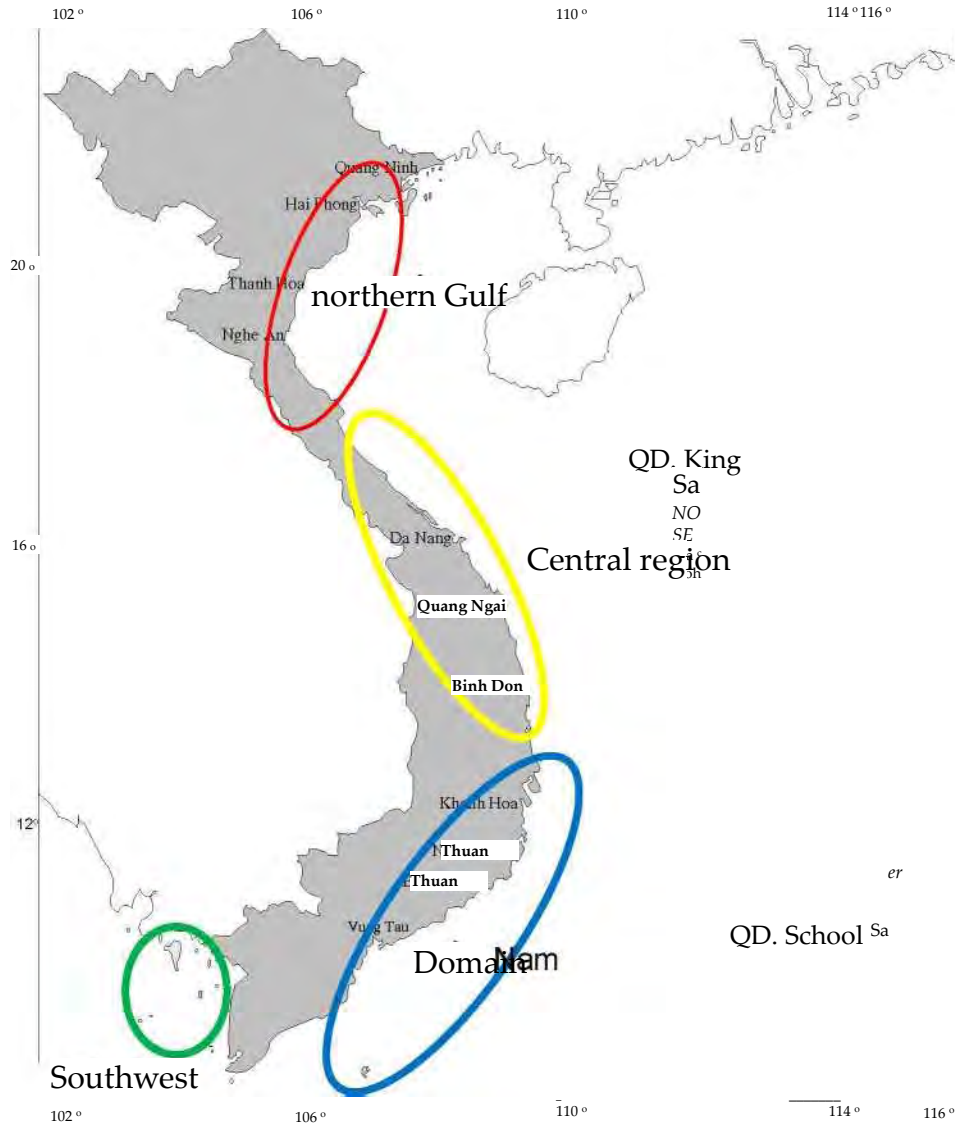 102 º 106 º 110 º 114 º 116 º
Quang Ninh
Hai Phong
20 º
Thanh Hoa
northern Gulf
Nghe An
QD. King
Sa
NO
SE
16 º
Da Nang
Central region
Quang Ngai
Binh Don
Khanh Hoa
12º
Thuan
Thuan
er
Vung Tau
QD. School Sa
Domain Nam
Southwest
102 º 106 º 110 º 114 º 116 º